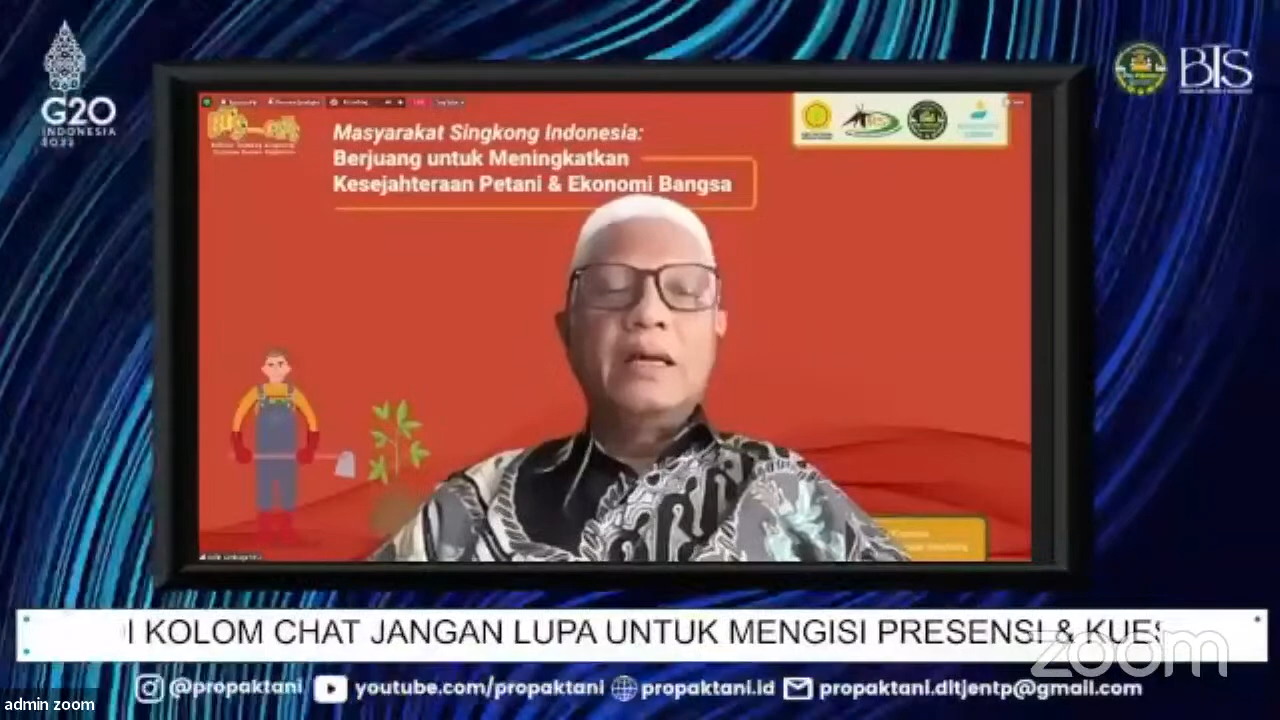 G20
INDONESIA
2022
BTS
Masyarakat Singkong Indonesia:
Berjuang untuk Meningkatkan
Kesejahteraan Petani & Ekonomi Bangsa
I KOLOM CHAT JANGAN LUPA UNTUK MENGISI PRESENSI & KUES
zoom
@propaktani
youtube.com/propaktani
propaktani.id
propaktani.ditjentp@gmail.com
admin zoom